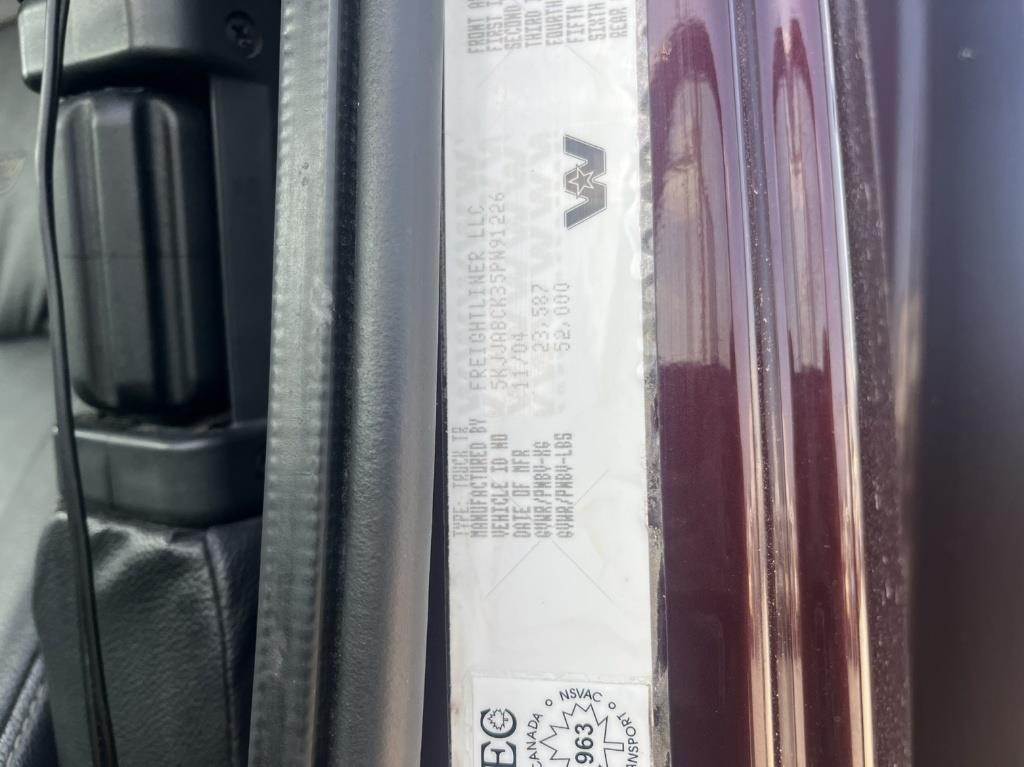 TYPE: TRUCK TR
MANUFACTURED BY FREIGHTLINER LLC
VEHICLE ID NO 5KJJABCK35PN91226
DATE OF MFR 11/04
GVWR/PNBV-KG 23,587
GVWR/PNBV-LBS 52,000
FRONT A
FIRST I
SECOND
THIRD
FOURTH
FIFTH
SIXTH
REAR
NSVAC
CANADA
963